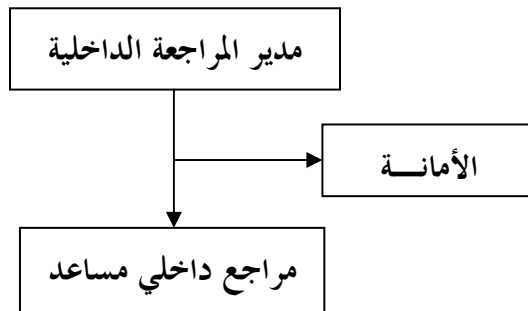 مدير المراجعة الداخلية
الأمانـــة
مراجع داخلي مساعد